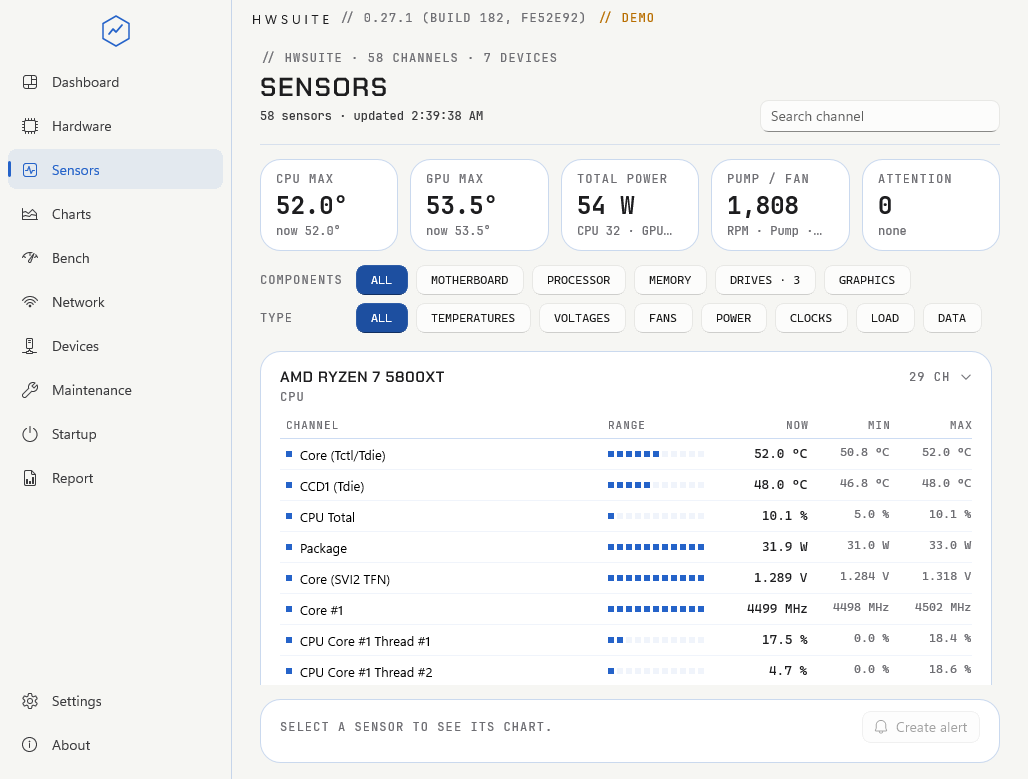 HWSUITE // 0.27.1 (BUILD 182, FE52E92) // DEMO
Dashboard
Hardware
Sensors
Charts
Bench
Network
Devices
Maintenance
Startup
Report
Settings
About
// HWSUITE · 58 CHANNELS · 7 DEVICES
SENSORS
58 sensors · updated 2:39:38 AM
Search channel
CPU MAX
52.0°
now 52.0°
GPU MAX
53.5°
now 53.5°
TOTAL POWER
54 W
CPU 32 · GPU…
PUMP / FAN
1,808
RPM · Pump ·…
ATTENTION
0
none
COMPONENTS ALL MOTHERBOARD PROCESSOR MEMORY DRIVES · 3 GRAPHICS
TYPE ALL TEMPERATURES VOLTAGES FANS POWER CLOCKS LOAD DATA
AMD RYZEN 7 5800XT 29 CH
CPU
CHANNEL RANGE NOW MIN MAX
Core (Tctl/Tdie) 52.0 °C 50.8 °C 52.0 °C
CCD1 (Tdie) 48.0 °C 46.8 °C 48.0 °C
CPU Total 10.1 % 5.0 % 10.1 %
Package 31.9 W 31.0 W 33.0 W
Core (SVI2 TFN) 1.289 V 1.284 V 1.318 V
Core #1 4499 MHz 4498 MHz 4502 MHz
CPU Core #1 Thread #1 17.5 % 0.0 % 18.4 %
CPU Core #1 Thread #2 4.7 % 0.0 % 18.6 %
SELECT A SENSOR TO SEE ITS CHART. Create alert